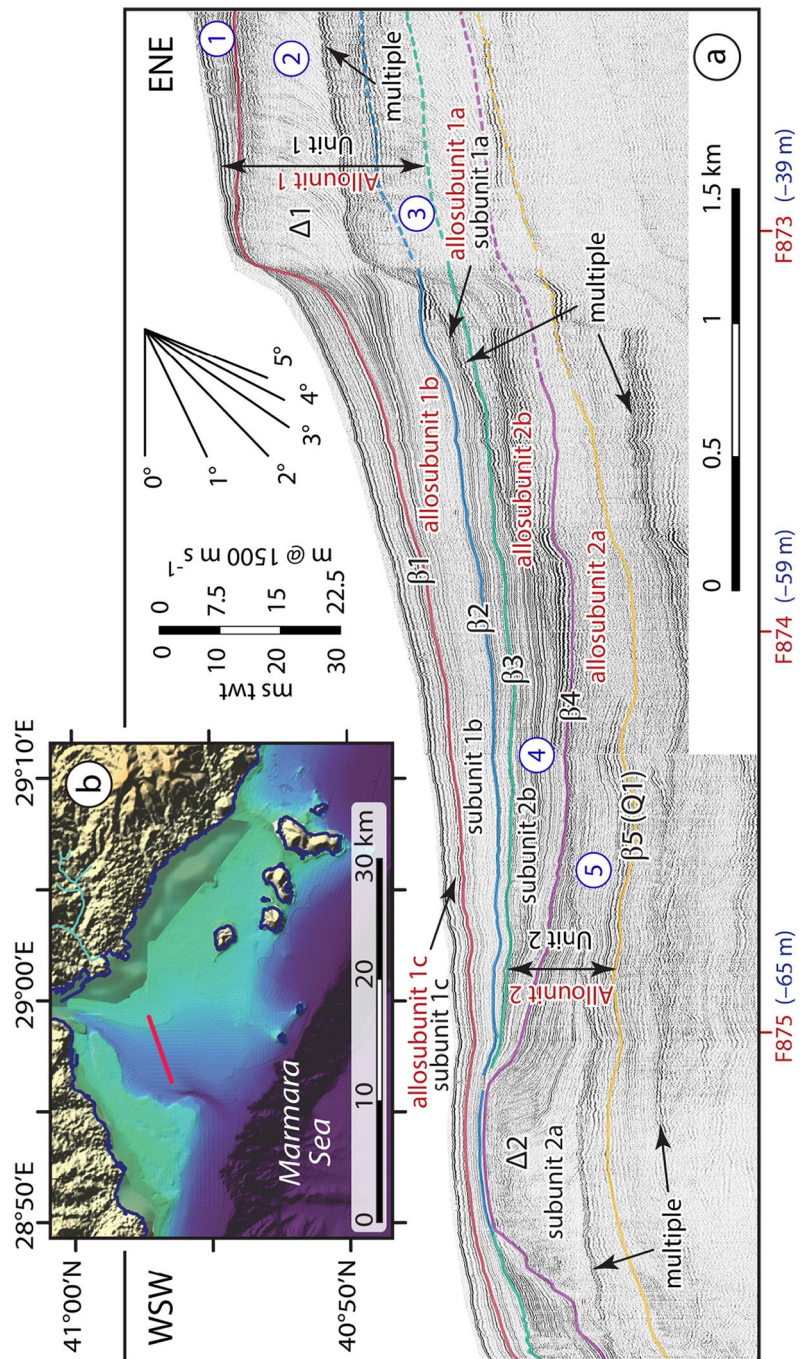 29°10'E
29°00'E
28°50'E
41°00'N
40°50'N
b
Marmara
Sea
0 10 20 30 km
WSW
ENE
ms twt
0
10
20
30
m @ 1500 ms⁻¹
0
7.5
15
22.5
0°
1°
2°
3°
4°
5°
1
2
multiple
Allounit 1
Unit 1
Δ1
3
allosubunit 1a
subunit 1a
multiple
allosubunit 1c
subunit 1c
β1
allosubunit 1b
subunit 1b
β2
β3
allosubunit 2b
subunit 2b
4
β4
allosubunit 2a
5
Allounit 2
Unit 2
β5 (Q1)
Δ2
subunit 2a
multiple
0 0.5 1 1.5 km
a
F875 (−65 m)
F874 (−59 m)
F873 (−39 m)